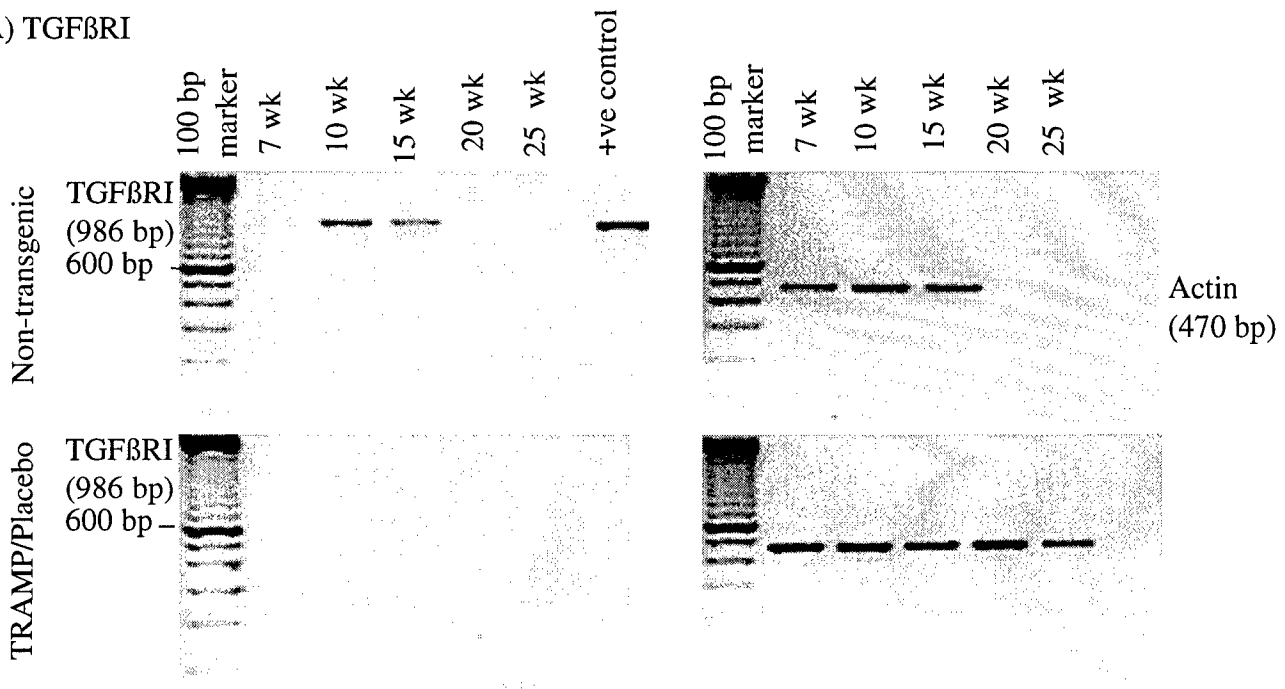 ) TGFßRI
100 bp
marker
7 wk
10 wk
15 wk
20 wk
25 wk
+ve control
100 bp
marker
7 wk
10 wk
15 wk
20 wk
25 wk
Non-transgenic
TGFßRI
(986 bp)
600 bp
Actin
(470 bp)
TRAMP/Placebo
TGFßRI
(986 bp)
600 bp